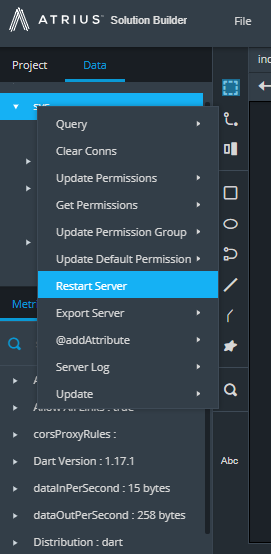 ATRIUS Solution Builder File
Project Data
sys
Query
Clear Conns
Update Permissions
Get Permissions
Update Permission Group
Update Default Permission
Restart Server
Export Server
@addAttribute
Server Log
Update
Metr
Allow All Links : true
corsProxyRules :
Dart Version : 1.17.1
dataInPerSecond : 15 bytes
dataOutPerSecond : 258 bytes
Distribution : dart
Abc